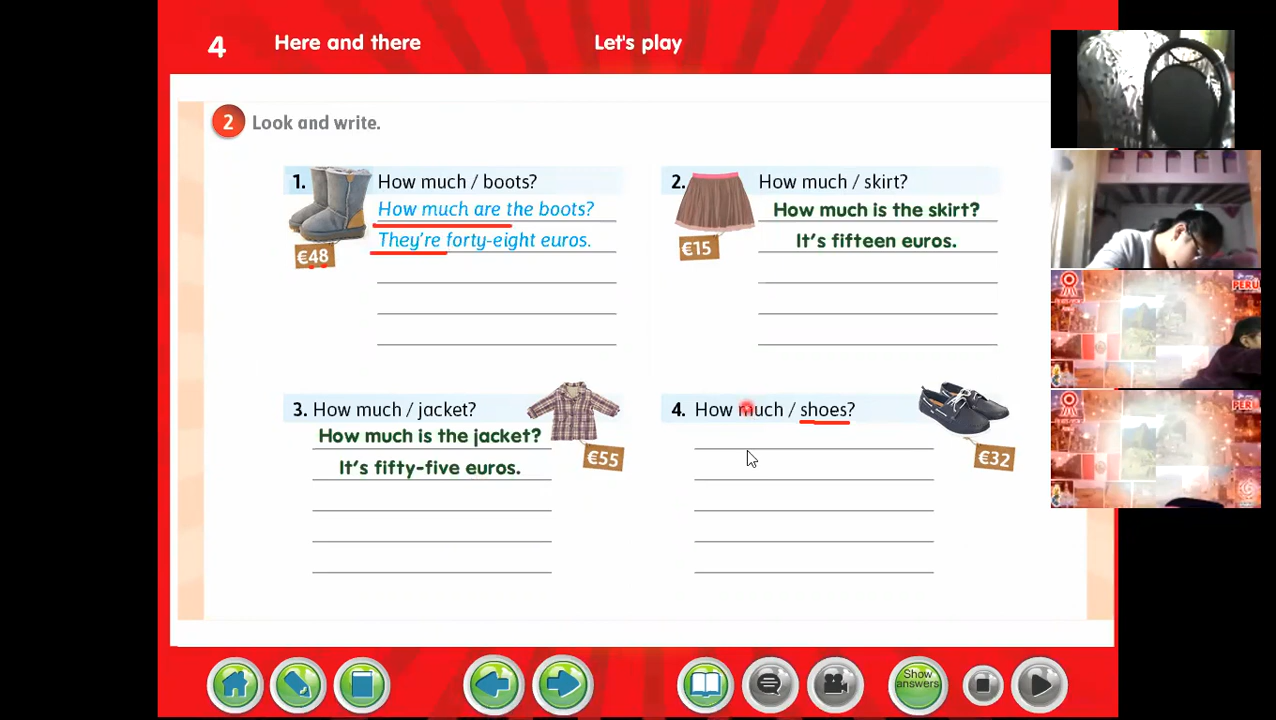 4 Here and there Let's play
2 Look and write.
1. How much / boots?
How much are the boots?
They're forty-eight euros.
€48
2. How much / skirt?
How much is the skirt?
It's fifteen euros.
€15
3. How much / jacket?
How much is the jacket?
It's fifty-five euros.
€55
4. How much / shoes?
€32
Show
answers
PERU
PERU